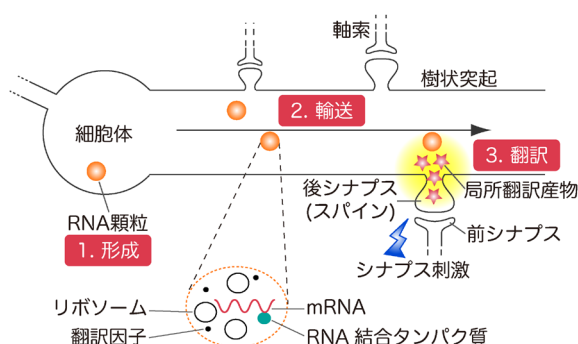 軸索
樹状突起
2. 輸送
細胞体
3. 翻訳
後シナプス
(スパイン)
局所翻訳産物
RNA顆粒
1. 形成
前シナプス
シナプス刺激
リボソーム
mRNA
翻訳因子
RNA 結合タンパク質